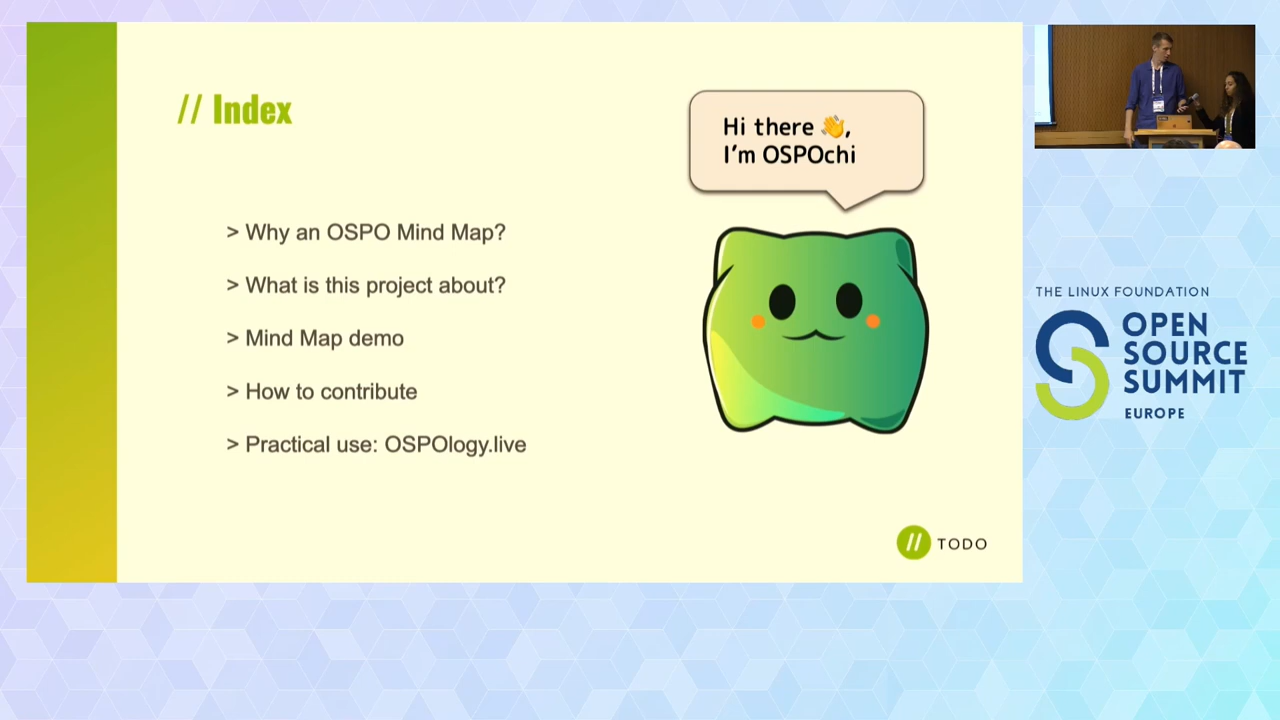 // Index
> Why an OSPO Mind Map?
> What is this project about?
> Mind Map demo
> How to contribute
> Practical use: OSPOlogy.live
Hi there 👋,
I'm OSPOchi
// TODO
THE LINUX FOUNDATION
OPEN
SOURCE
SUMMIT
EUROPE